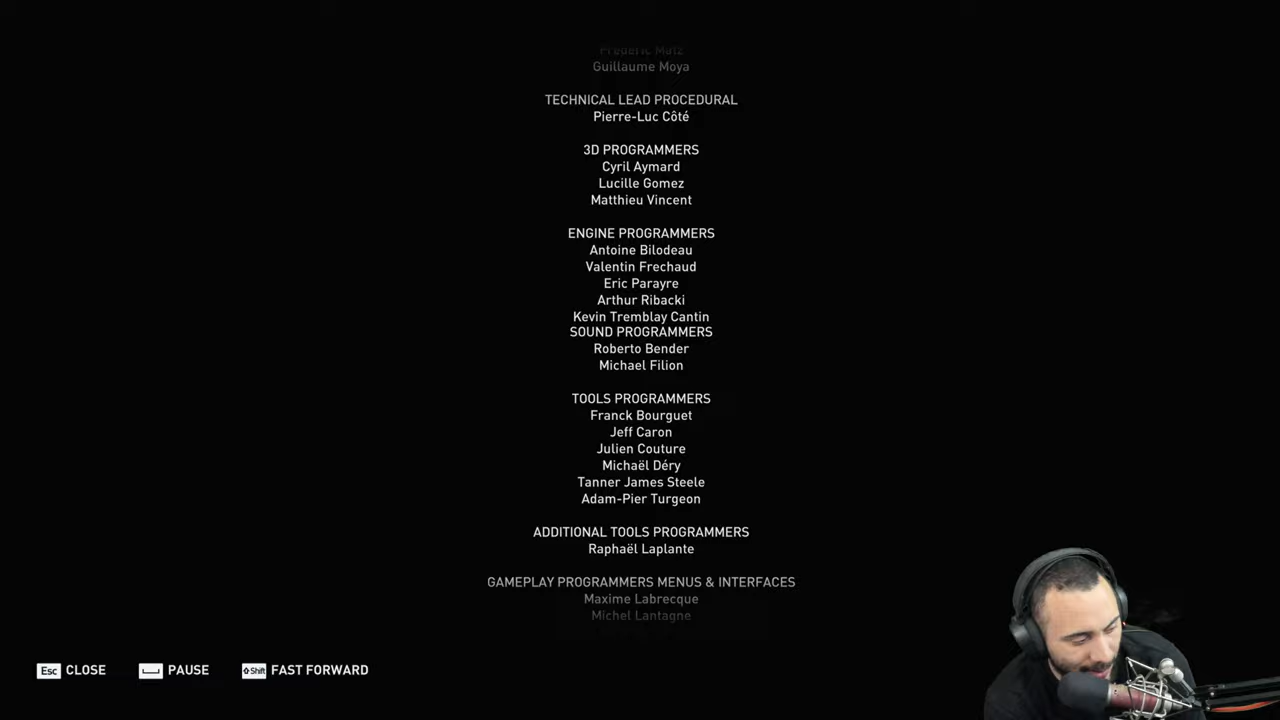 Frédéric Matz
Guillaume Moya
TECHNICAL LEAD PROCEDURAL
Pierre-Luc Côté
3D PROGRAMMERS
Cyril Aymard
Lucille Gomez
Matthieu Vincent
ENGINE PROGRAMMERS
Antoine Bilodeau
Valentin Frechaud
Eric Parayre
Arthur Ribacki
Kevin Tremblay Cantin
SOUND PROGRAMMERS
Roberto Bender
Michael Filion
TOOLS PROGRAMMERS
Franck Bourguet
Jeff Caron
Julien Couture
Michaël Déry
Tanner James Steele
Adam-Pier Turgeon
ADDITIONAL TOOLS PROGRAMMERS
Raphaël Laplante
GAMEPLAY PROGRAMMERS MENUS & INTERFACES
Maxime Labrecque
Michel Lantagne
Esc CLOSE
PAUSE
Shift FAST FORWARD